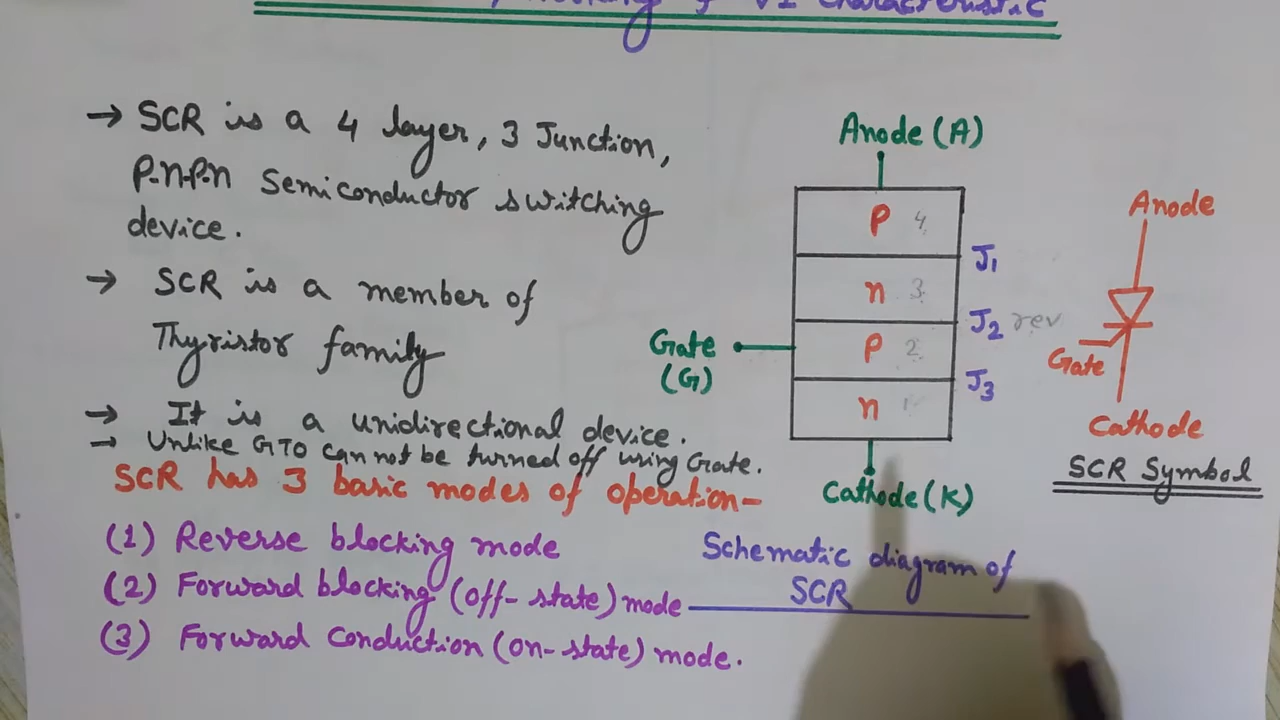 VI characteristic
→ SCR is a 4 layer, 3 Junction,
P-n-P-n Semiconductor switching
device.
→ SCR is a member of
Thyristor family
→ It is a unidirectional device.
→ Unlike GTO cannot be turned off using Gate.
SCR has 3 basic modes of operation-
(1) Reverse blocking mode
(2) Forward blocking (off-state) mode
(3) Forward Conduction (on-state) mode.
Anode (A)
P 4
J1
n 3
J2 rev
Gate
(G)
P 2
J3
n 1
Cathode (K)
Schematic diagram of
SCR
Anode
Gate
Cathode
SCR Symbol